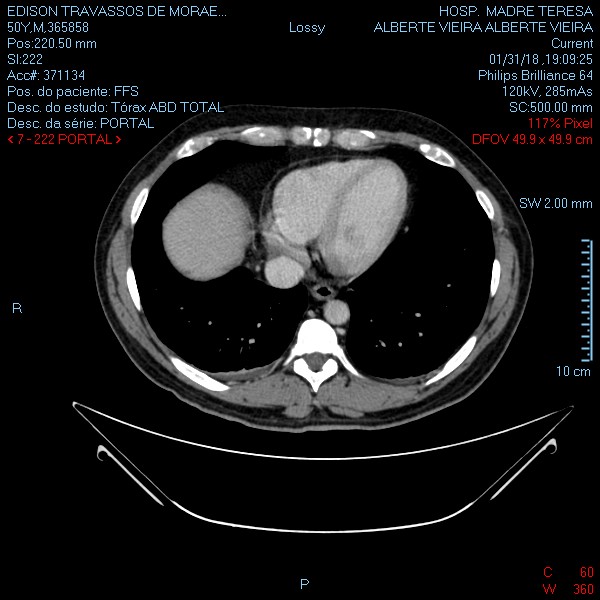 EDISON TRAVASSOS DE MORAE...
50Y,M,365858
Pos:220.50 mm
SI:222
Acc#: 371134
Pos. do paciente: FFS
Desc. do estudo: Tórax ABD TOTAL
Desc. da série: PORTAL
< 7 - 222 PORTAL >
Lossy
HOSP. MADRE TERESA
ALBERTE VIEIRA ALBERTE VIEIRA
Current
01/31/18 ,19:09:25
Philips Brilliance 64
120kV, 285mAs
SC:500.00 mm
117% Pixel
DFOV 49.9 x 49.9 cm
SW 2.00 mm
R
10 cm
P
C 60
W 360